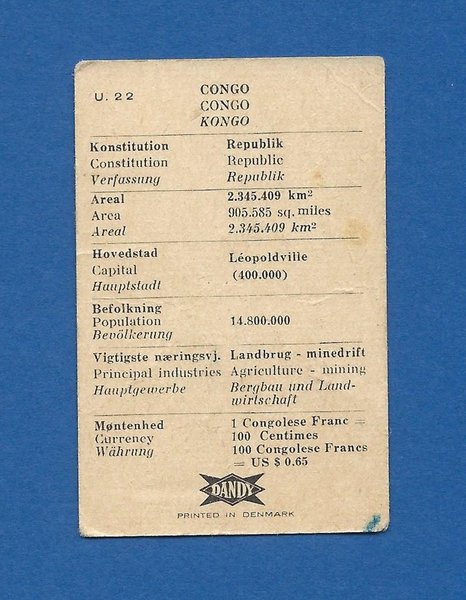 U. 22
CONGO
CONGO
KONGO
Konstitution Republik
Constitution Republic
Verfassung Republik
Areal 2.345.409 km²
Area 905.585 sq. miles
Areal 2.345.409 km²
Hovedstad Léopoldville
Capital (400.000)
Hauptstadt
Befolkning
Population 14.800.000
Bevölkerung
Vigtigste næringsvj. Landbrug - minedrift
Principal industries Agriculture - mining
Hauptgewerbe Bergbau und Land-
wirtschaft
Møntenhed 1 Congolese Franc =
Currency 100 Centimes
Währung 100 Congolese Francs
= US $ 0.65
DANDY
PRINTED IN DENMARK